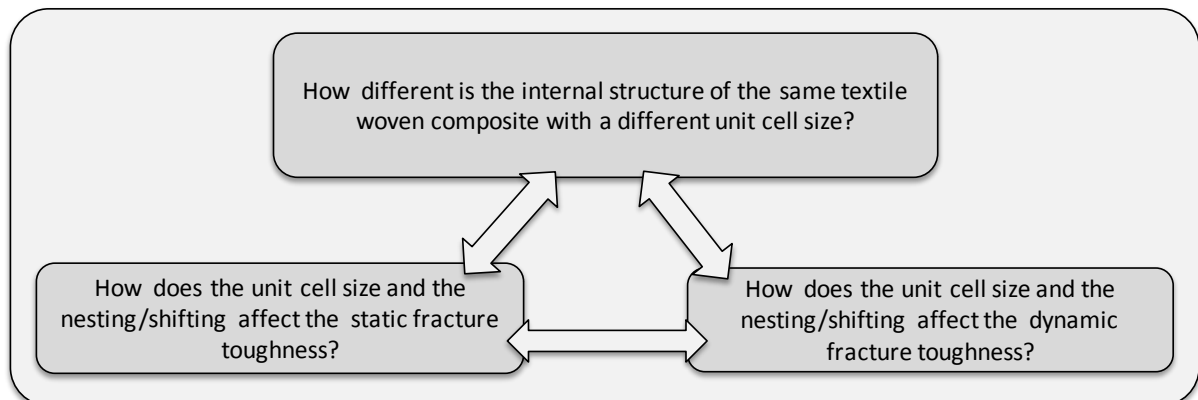 How different is the internal structure of the same textile
woven composite with a different unit cell size?
How does the unit cell size and the
nesting/shifting affect the static fracture
toughness?
How does the unit cell size and the
nesting/shifting affect the dynamic
fracture toughness?